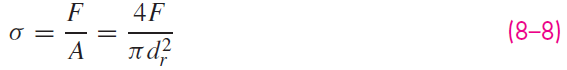 σ = F/A = 4F/πd_r^2 (8–8)